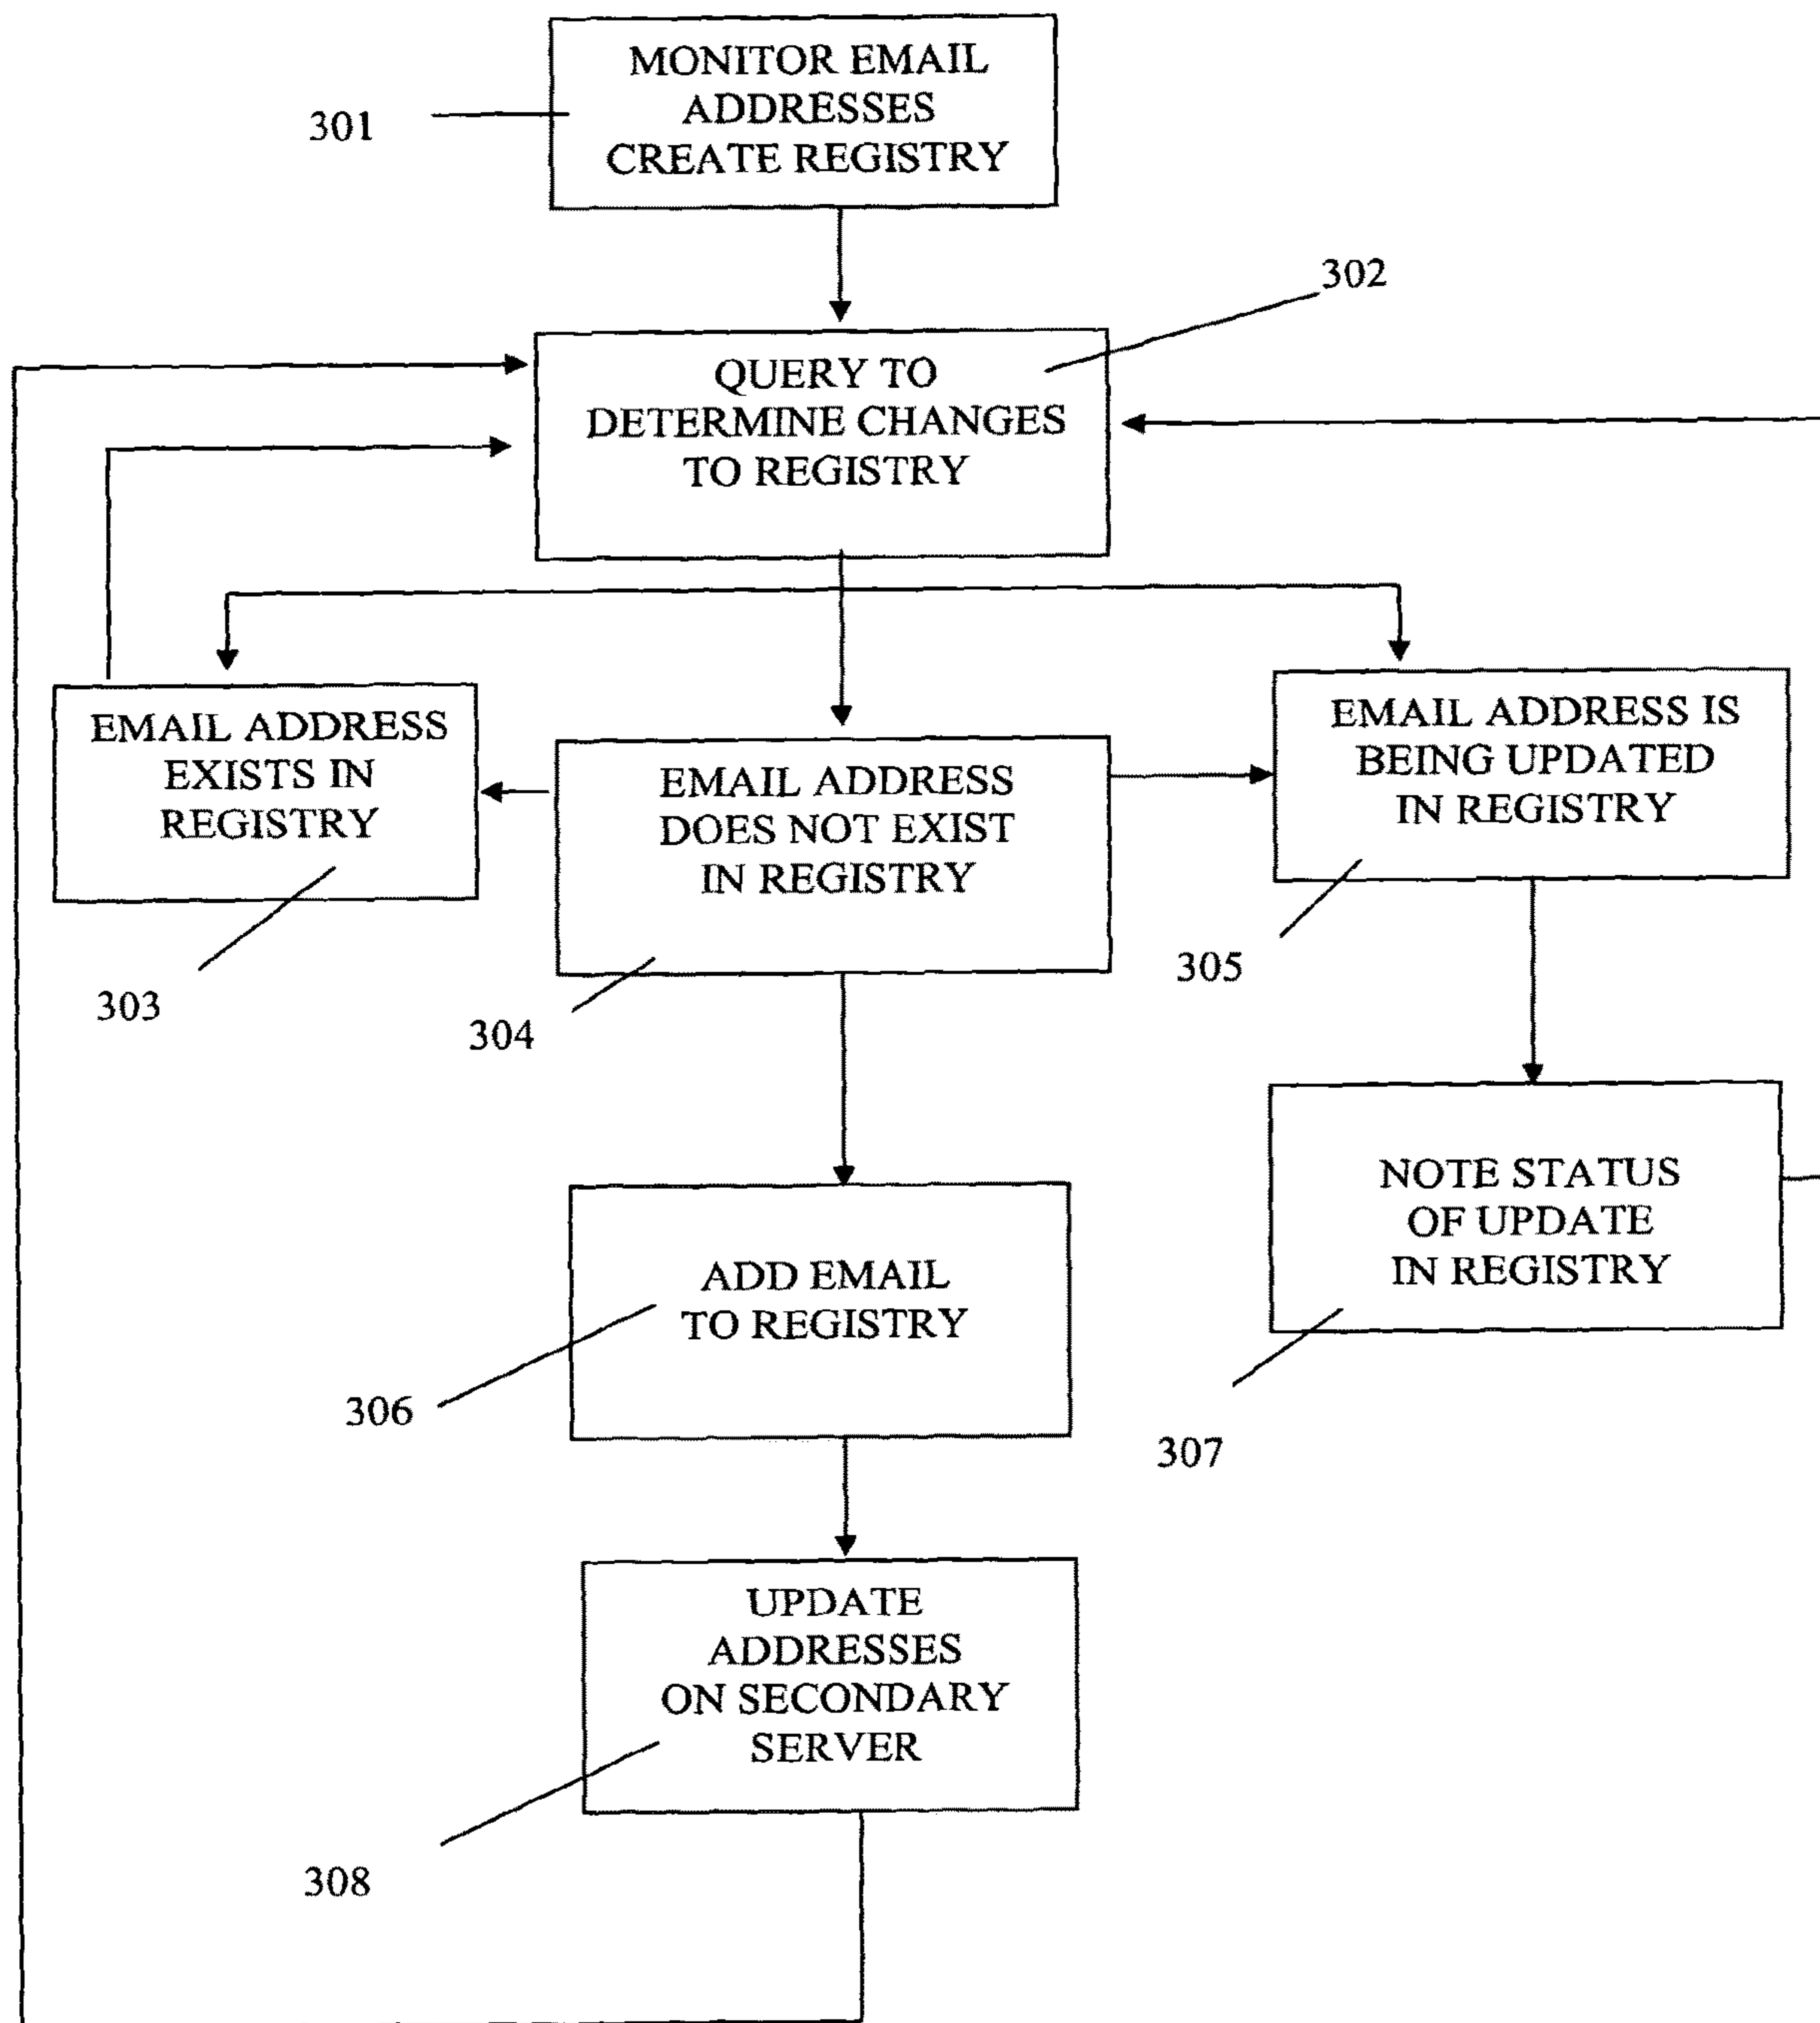 MONITOR EMAIL
ADDRESSES
CREATE REGISTRY
301
302
QUERY TO
DETERMINE CHANGES
TO REGISTRY
EMAIL ADDRESS
EXISTS IN
REGISTRY
303
EMAIL ADDRESS
DOES NOT EXIST
IN REGISTRY
304
EMAIL ADDRESS IS
BEING UPDATED
IN REGISTRY
305
ADD EMAIL
TO REGISTRY
306
NOTE STATUS
OF UPDATE
IN REGISTRY
307
UPDATE
ADDRESSES
ON SECONDARY
SERVER
308